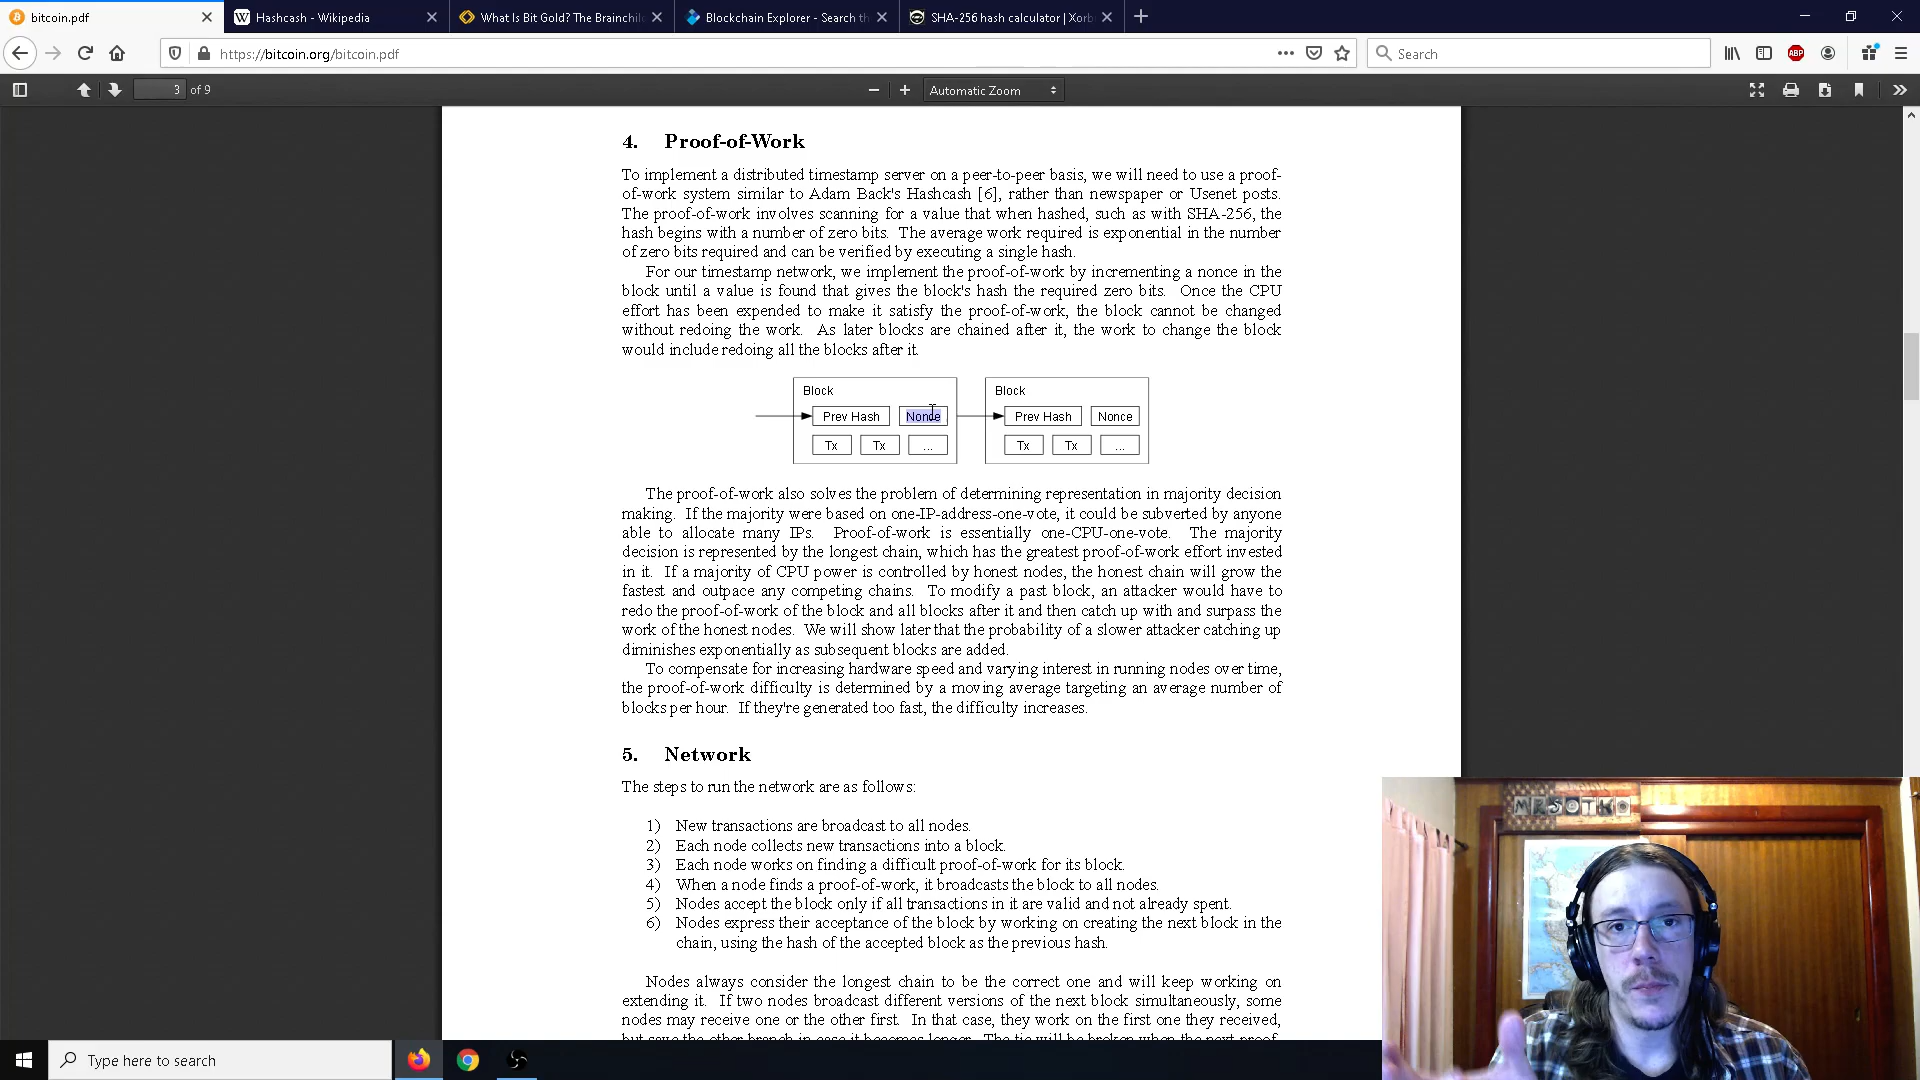 bitcoin.pdf
Hashcash - Wikipedia
What Is Bit Gold? The Brainchil
Blockchain Explorer - Search th
SHA-256 hash calculator | Xorb
https://bitcoin.org/bitcoin.pdf
Search
ABP
3 of 9
Automatic Zoom
4. Proof-of-Work
To implement a distributed timestamp server on a peer-to-peer basis, we will need to use a proof-
of-work system similar to Adam Back's Hashcash [6], rather than newspaper or Usenet posts.
The proof-of-work involves scanning for a value that when hashed, such as with SHA-256, the
hash begins with a number of zero bits. The average work required is exponential in the number
of zero bits required and can be verified by executing a single hash.
For our timestamp network, we implement the proof-of-work by incrementing a nonce in the
block until a value is found that gives the block's hash the required zero bits. Once the CPU
effort has been expended to make it satisfy the proof-of-work, the block cannot be changed
without redoing the work. As later blocks are chained after it, the work to change the block
would include redoing all the blocks after it.
Block
Prev Hash Nonce
Tx Tx ...
Block
Prev Hash Nonce
Tx Tx ...
The proof-of-work also solves the problem of determining representation in majority decision
making. If the majority were based on one-IP-address-one-vote, it could be subverted by anyone
able to allocate many IPs. Proof-of-work is essentially one-CPU-one-vote. The majority
decision is represented by the longest chain, which has the greatest proof-of-work effort invested
in it. If a majority of CPU power is controlled by honest nodes, the honest chain will grow the
fastest and outpace any competing chains. To modify a past block, an attacker would have to
redo the proof-of-work of the block and all blocks after it and then catch up with and surpass the
work of the honest nodes. We will show later that the probability of a slower attacker catching up
diminishes exponentially as subsequent blocks are added.
To compensate for increasing hardware speed and varying interest in running nodes over time,
the proof-of-work difficulty is determined by a moving average targeting an average number of
blocks per hour. If they're generated too fast, the difficulty increases.
5. Network
The steps to run the network are as follows:
1) New transactions are broadcast to all nodes.
2) Each node collects new transactions into a block.
3) Each node works on finding a difficult proof-of-work for its block.
4) When a node finds a proof-of-work, it broadcasts the block to all nodes.
5) Nodes accept the block only if all transactions in it are valid and not already spent.
6) Nodes express their acceptance of the block by working on creating the next block in the
chain, using the hash of the accepted block as the previous hash.
Nodes always consider the longest chain to be the correct one and will keep working on
extending it. If two nodes broadcast different versions of the next block simultaneously, some
nodes may receive one or the other first. In that case, they work on the first one they received,
but save the other branch in case it becomes longer. The tie will be broken when the next proof-
MRSOTKO
Type here to search